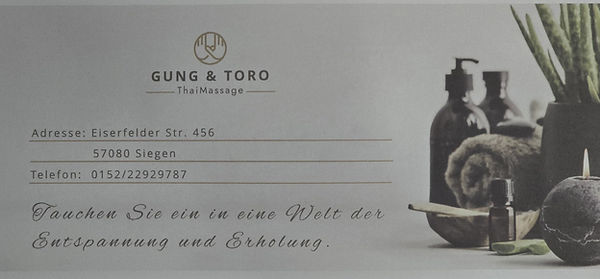 GUNG & TORO
ThaiMassage
Adresse: Eiserfelder Str. 456
57080 Siegen
Telefon: 0152/22929787
Tauchen Sie ein in eine Welt der
Entspannung und Erholung.